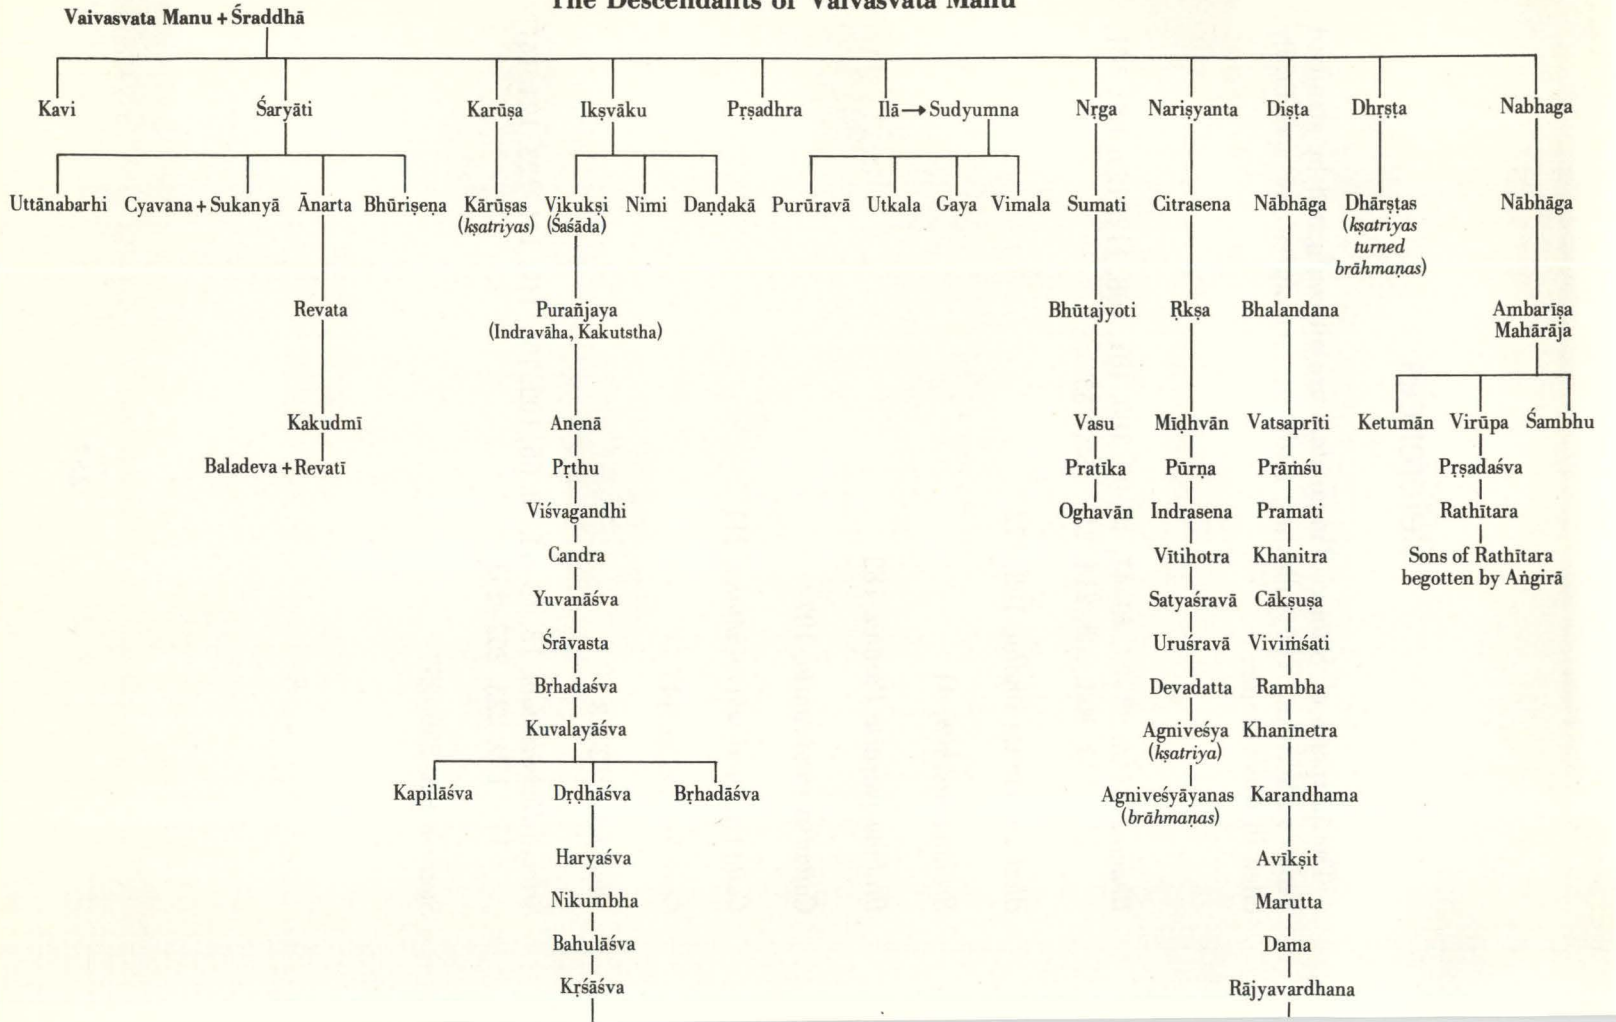 The Descendants of Vaivasvata Manu
Vaivasvata Manu + Śraddhā
Kavi Śaryāti Karūṣa Ikṣvāku Pṛṣadhra Ilā → Sudyumna Nṛga Nariṣyanta Diṣṭa Dhṛṣṭa Nabhaga
Uttānabarhi Cyavana + Sukanyā Ānarta Bhūriṣeṇa Kārūṣas Vikukṣi Nimi Daṇḍakā Purūravā Utkala Gaya Vimala Sumati Citrasena Nābhāga Dhārṣṭas Nābhāga
(kṣatriyas) (Śaśāda) (kṣatriyas
turned
brāhmaṇas)
Revata Purañjaya Bhūtajyoti Ṛkṣa Bhalandana Ambarīṣa
(Indravāha, Kakutstha) Mahārāja
Kakudmī Anenā Vasu Mīḍhvān Vatsaprīti Ketumān Virūpa Śambhu
Baladeva + Revatī Pṛthu Pratīka Pūrṇa Prāṁśu Pṛṣadaśva
Viśvagandhi Oghavān Indrasena Pramati Rathītara
Candra Vītihotra Khanitra Sons of Rathītara
begotten by Aṅgirā
Yuvanāśva Satyaśravā Cākṣuṣa
Śrāvasta Uruśravā Viviṁśati
Bṛhadaśva Devadatta Rambha
Kuvalayāśva Agniveśya Khanīnetra
(kṣatriya)
Kapilāśva Dṛḍhāśva Bṛhadāśva Agniveśyāyanas Karandhama
(brāhmaṇas)
Haryaśva Avīkṣit
Nikumbha Marutta
Bahulāśva Dama
Kṛśāśva Rājyavardhana